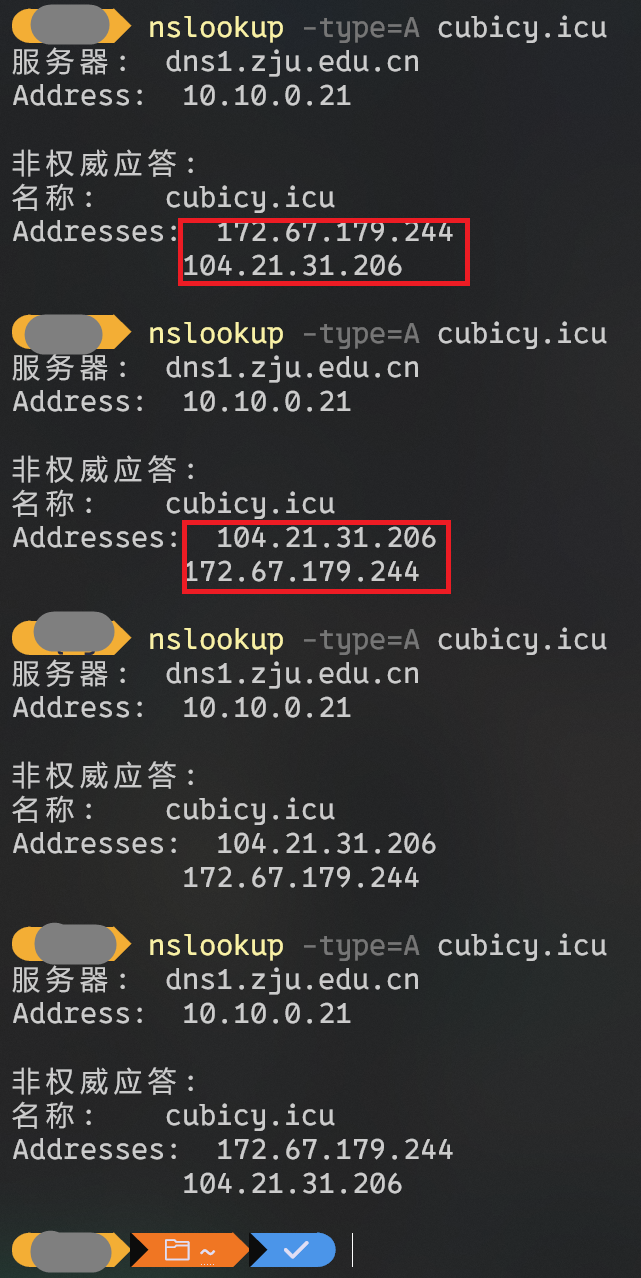 nslookup -type=A cubicy.icu
服务器： dns1.zju.edu.cn
Address: 10.10.0.21
非权威应答：
名称： cubicy.icu
Addresses: 172.67.179.244
104.21.31.206
nslookup -type=A cubicy.icu
服务器： dns1.zju.edu.cn
Address: 10.10.0.21
非权威应答：
名称： cubicy.icu
Addresses: 104.21.31.206
172.67.179.244
nslookup -type=A cubicy.icu
服务器： dns1.zju.edu.cn
Address: 10.10.0.21
非权威应答：
名称： cubicy.icu
Addresses: 104.21.31.206
172.67.179.244
nslookup -type=A cubicy.icu
服务器： dns1.zju.edu.cn
Address: 10.10.0.21
非权威应答：
名称： cubicy.icu
Addresses: 172.67.179.244
104.21.31.206
~